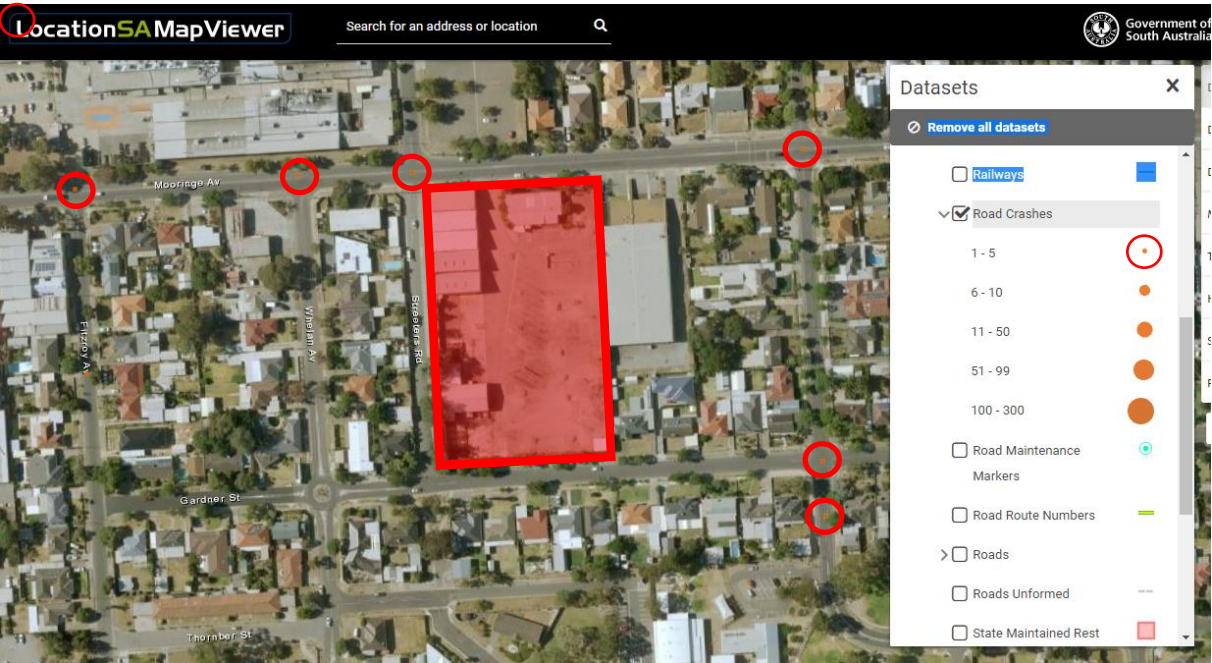 LocationSA MapViewer
Search for an address or location
Government of
South Australia
Datasets
Remove all datasets
Railways
Road Crashes
1 - 5
6 - 10
11 - 50
51 - 99
100 - 300
Road Maintenance
Markers
Road Route Numbers
Roads
Roads Unformed
State Maintained Rest
Mooringe Av
Streeters Rd
Whelan Av
Fitzroy Av
Gardner St
Thornber St